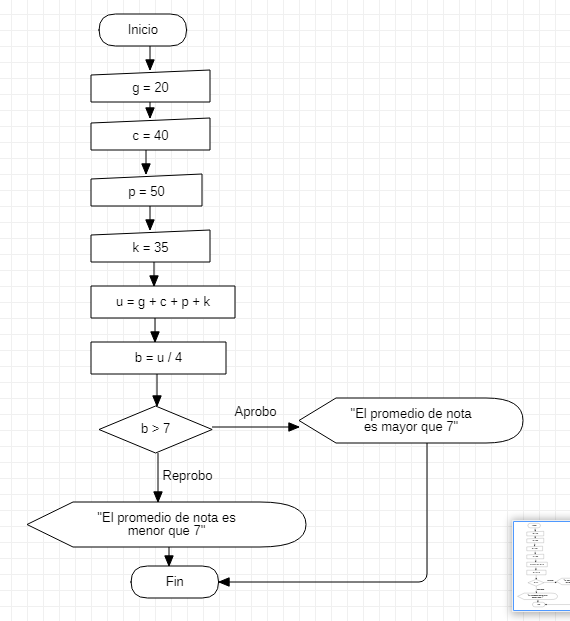 Inicio
g = 20
c = 40
p = 50
k = 35
u = g + c + p + k
b = u / 4
b > 7
Aprobo
"El promedio de nota
es mayor que 7"
Reprobo
"El promedio de nota es
menor que 7"
Fin